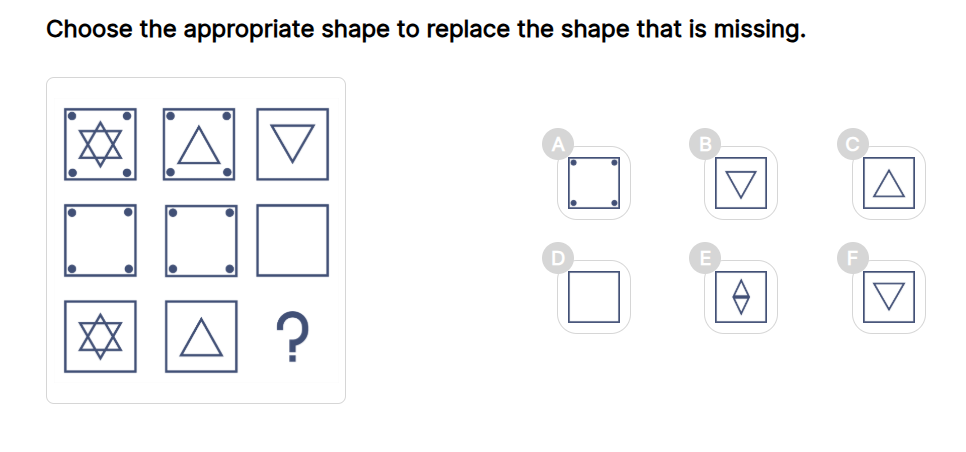 Choose the appropriate shape to replace the shape that is missing.
A
B
C
?
D
E
F